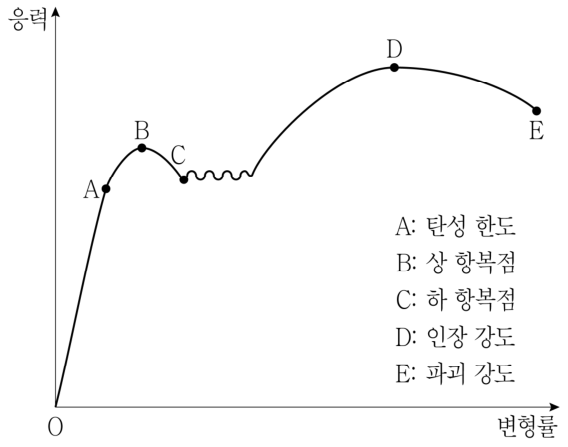 응력
D
B
C
E
A
A: 탄성 한도
B: 상 항복점
C: 하 항복점
D: 인장 강도
E: 파괴 강도
O
변형률